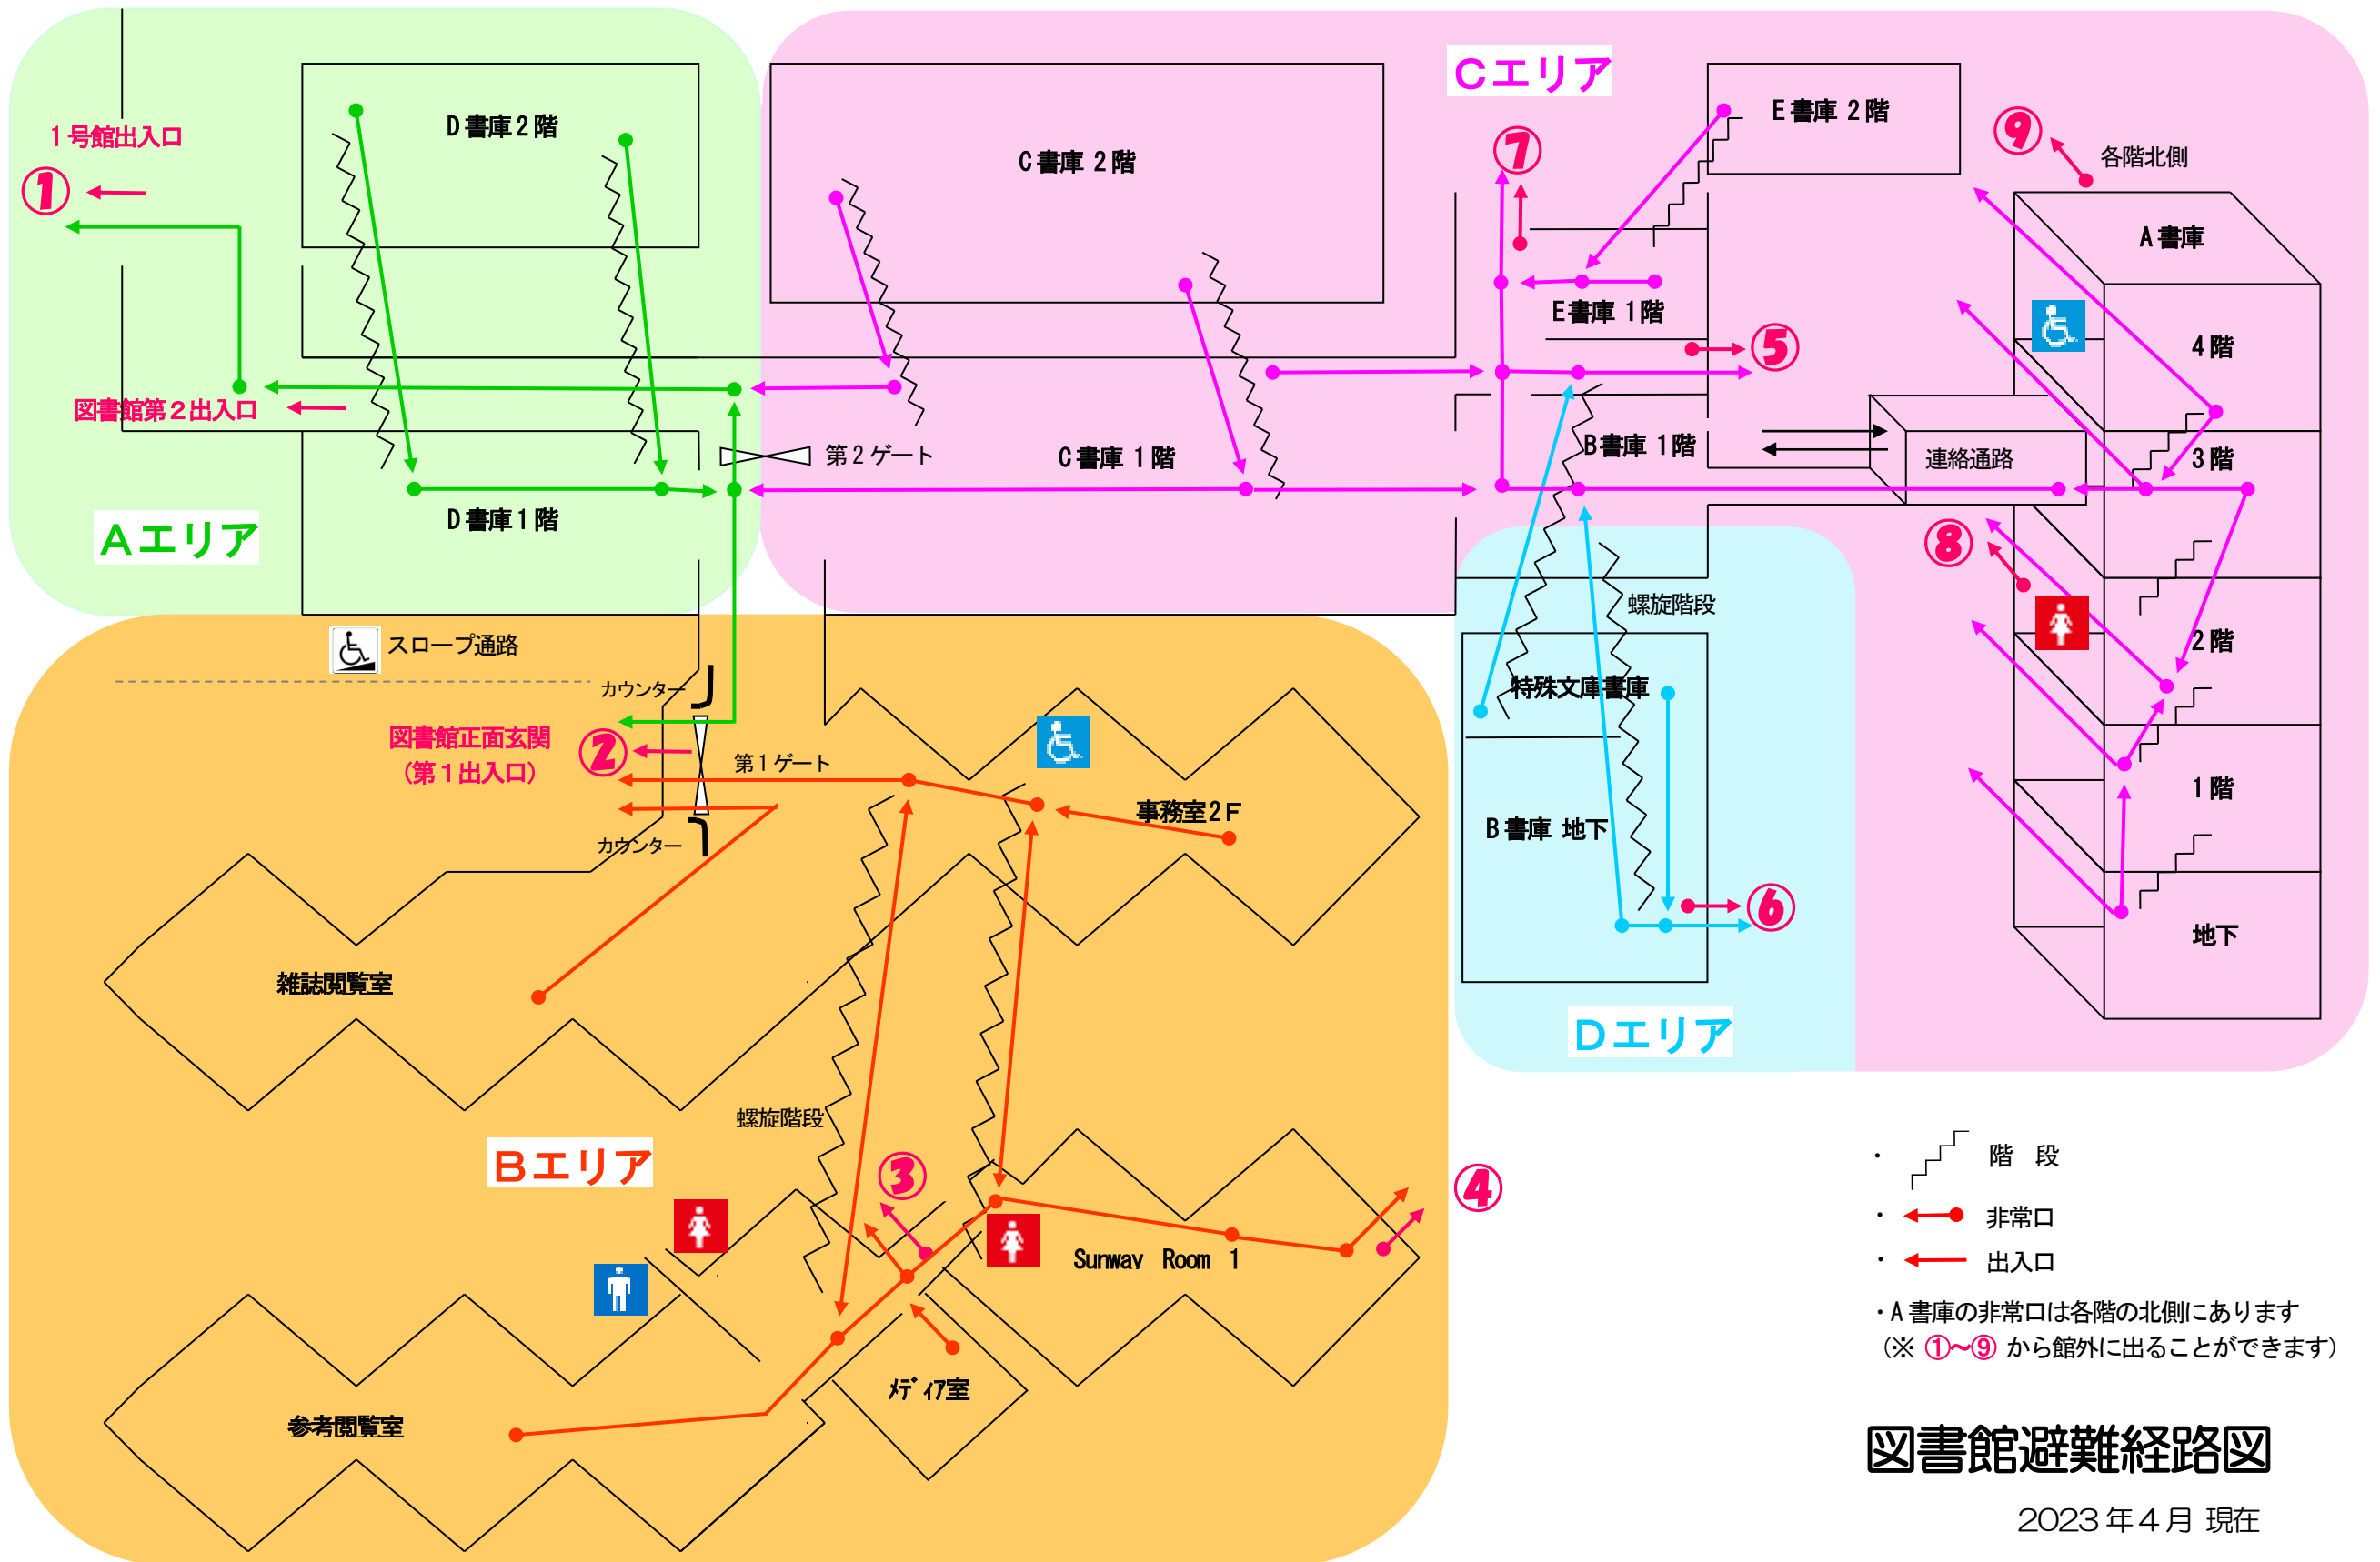 Cエリア
E書庫 2階
⑨
1号館出入口
D書庫2階
C書庫 2階
⑦
各階北側
①
A書庫
E書庫 1階
⑤
4階
図書館第2出入口
第2ゲート
C書庫 1階
B書庫 1階
連絡通路
3階
Aエリア
D書庫1階
⑧
螺旋階段
2階
スロープ通路
カウンター
特殊文庫書庫
図書館正面玄関
(第1出入口)
②
第1ゲート
カウンター
事務室2F
B書庫 地下
1階
⑥
地下
雑誌閲覧室
Dエリア
螺旋階段
Bエリア
③
④
Sunway Room 1
メディア室
参考閲覧室
・ 階 段
・ 非常口
・ 出入口
・A書庫の非常口は各階の北側にあります
(※ ①~⑨ から館外に出ることができます)
図書館避難経路図
2023年4月 現在